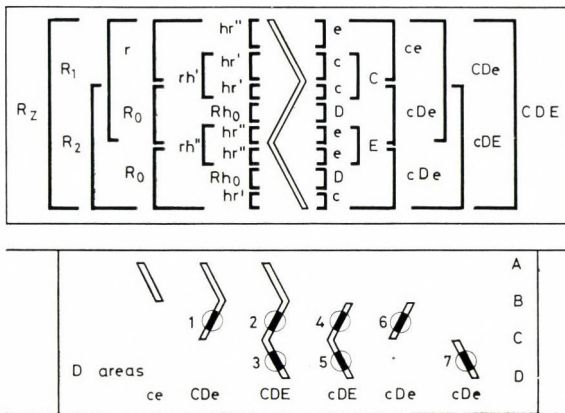 hr" e
r ce
hr' c
R₁ CDe
rh' C
hr' c
R_Z R₀ Rh₀ D cDe CDE
hr" e
R₂ rh" E cDE
hr" e
R₀ Rh₀ D cDe
hr' c
A
B
1 2 4 6
C
3 5 7
D areas D
ce CDe CDE cDE cDe cDe